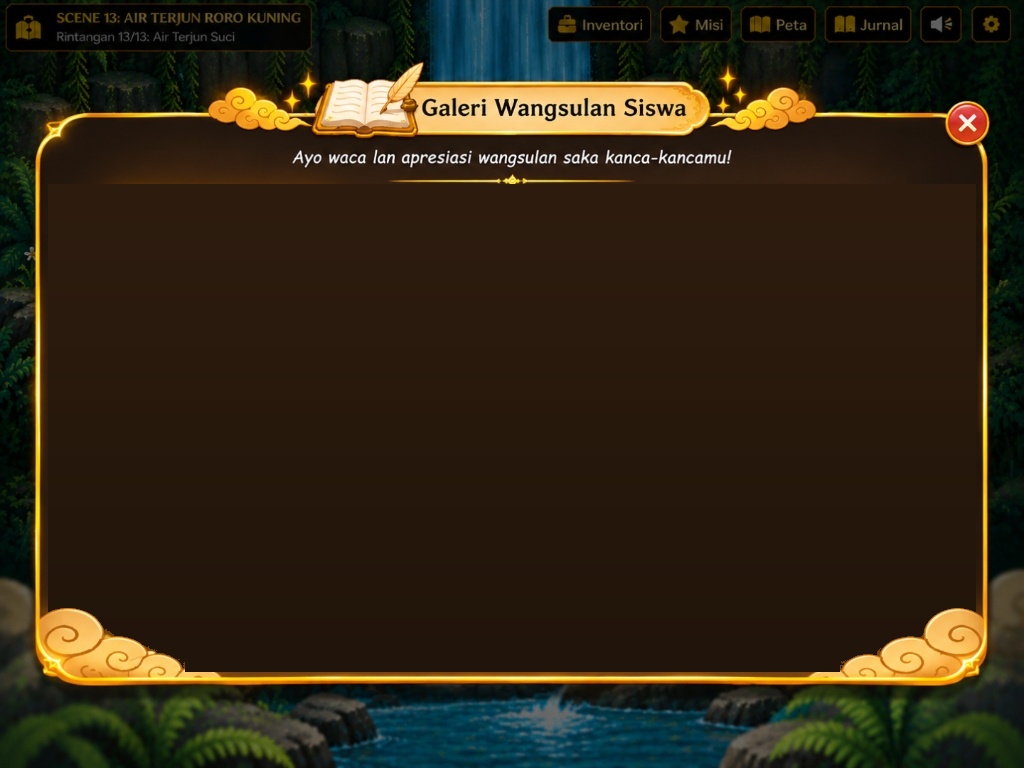 SCENE 13: AIR TERJUN RORO KUNING
Rintangan 13/13: Air Terjun Suci
Inventori
Misi
Peta
Jurnal
Galeri Wangsulan Siswa
Ayo waca lan apresiasi wangsulan saka kanca-kancamu!